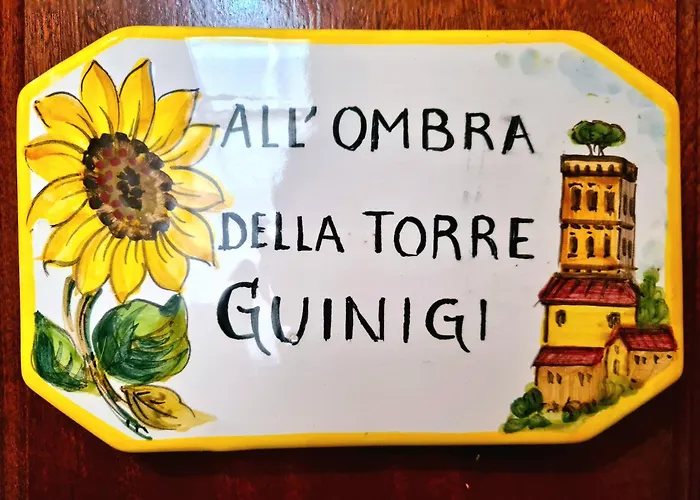 ALL' OMBRA
DELLA TORRE
GUINIGI